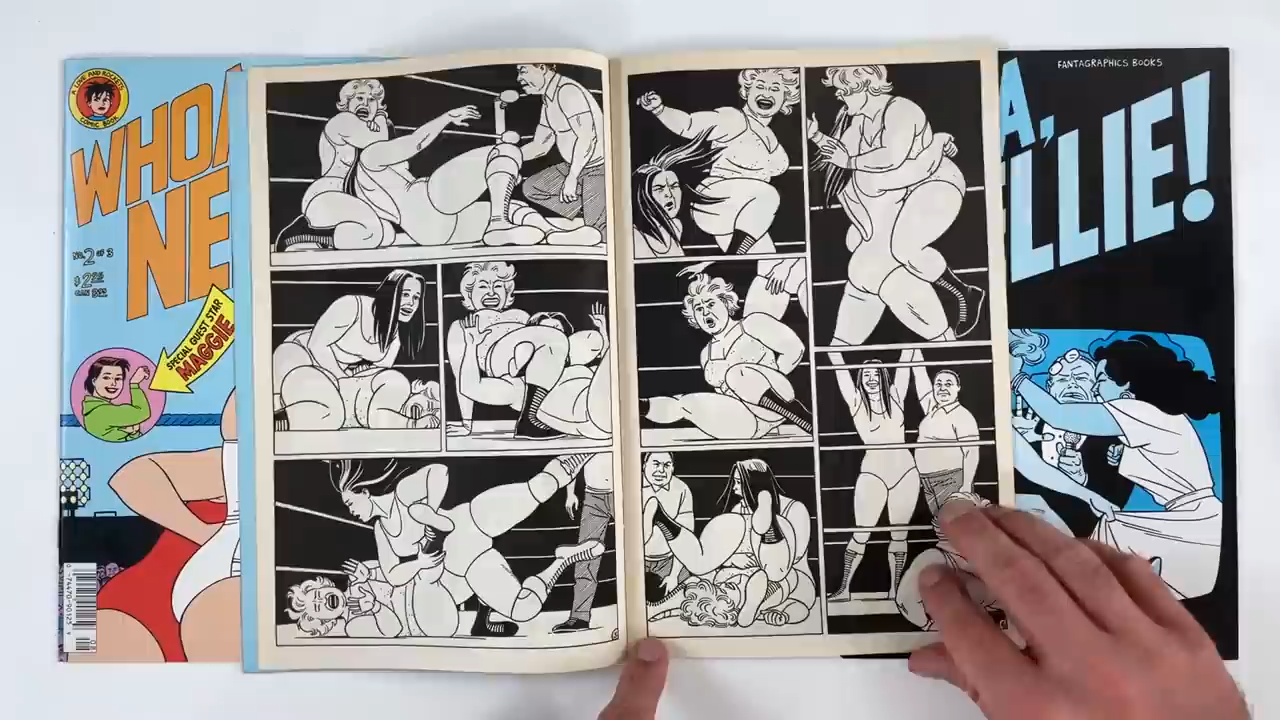 A LOVE AND ROCKETS
COMIC BOOK
WHOA
NE
NO. 2 OF 3
$2.95
SPECIAL GUEST STAR
MAGGIE
FANTAGRAPHICS BOOKS
A,
ELLIE!